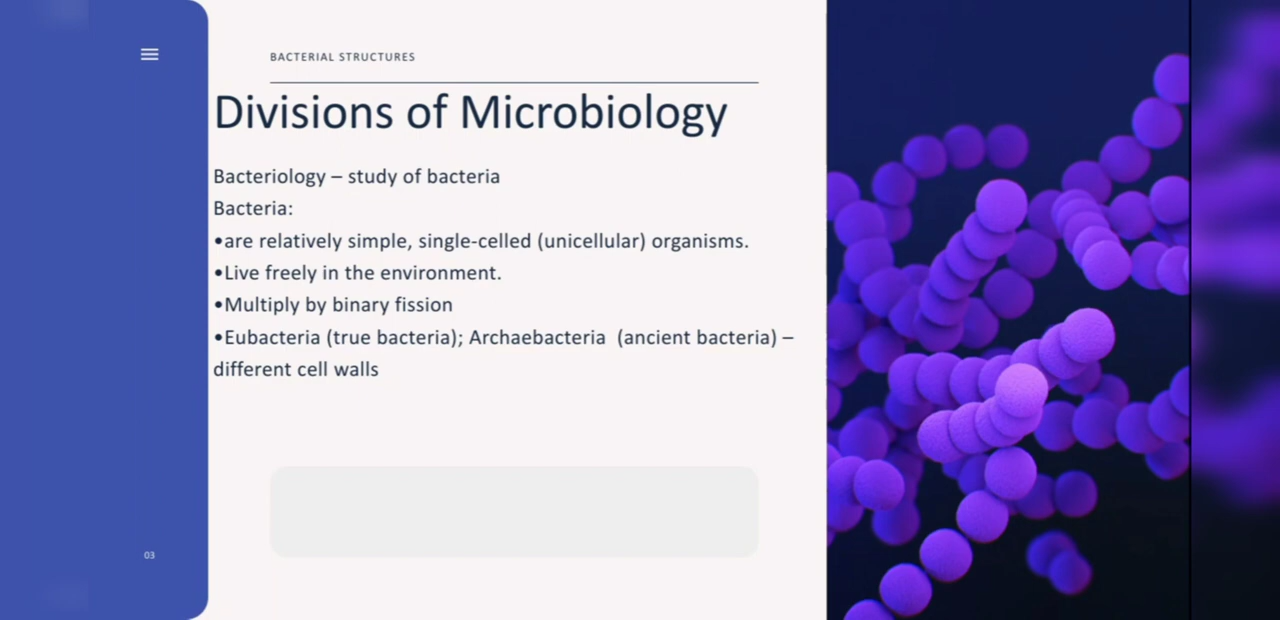 BACTERIAL STRUCTURES
Divisions of Microbiology
Bacteriology – study of bacteria
Bacteria:
•are relatively simple, single-celled (unicellular) organisms.
•Live freely in the environment.
•Multiply by binary fission
•Eubacteria (true bacteria); Archaebacteria  (ancient bacteria) –
different cell walls
03